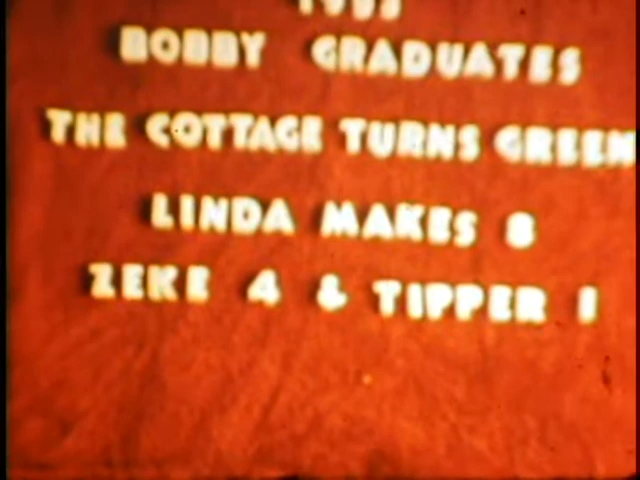 BOBBY GRADUATES
THE COTTAGE TURNS GREEN
LINDA MAKES 8
ZEKE 4 & TIPPER 1